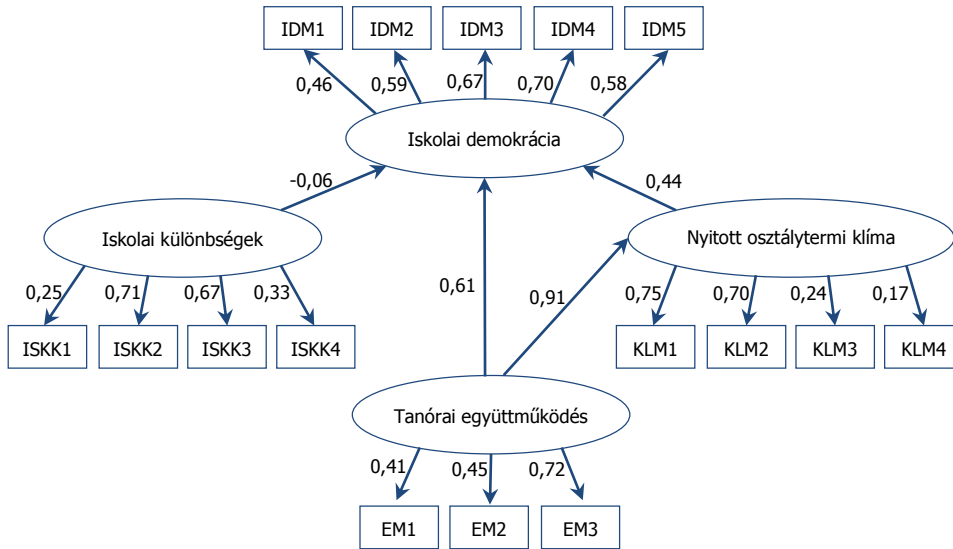 IDM1 IDM2 IDM3 IDM4 IDM5
0,46 0,59 0,67 0,70 0,58
Iskolai demokrácia
-0,06 0,44
Iskolai különbségek Nyitott osztálytermi klíma
0,61 0,91
0,25 0,71 0,67 0,33 0,75 0,70 0,24 0,17
ISKK1 ISKK2 ISKK3 ISKK4 KLM1 KLM2 KLM3 KLM4
Tanórai együttműködés
0,41 0,45 0,72
EM1 EM2 EM3